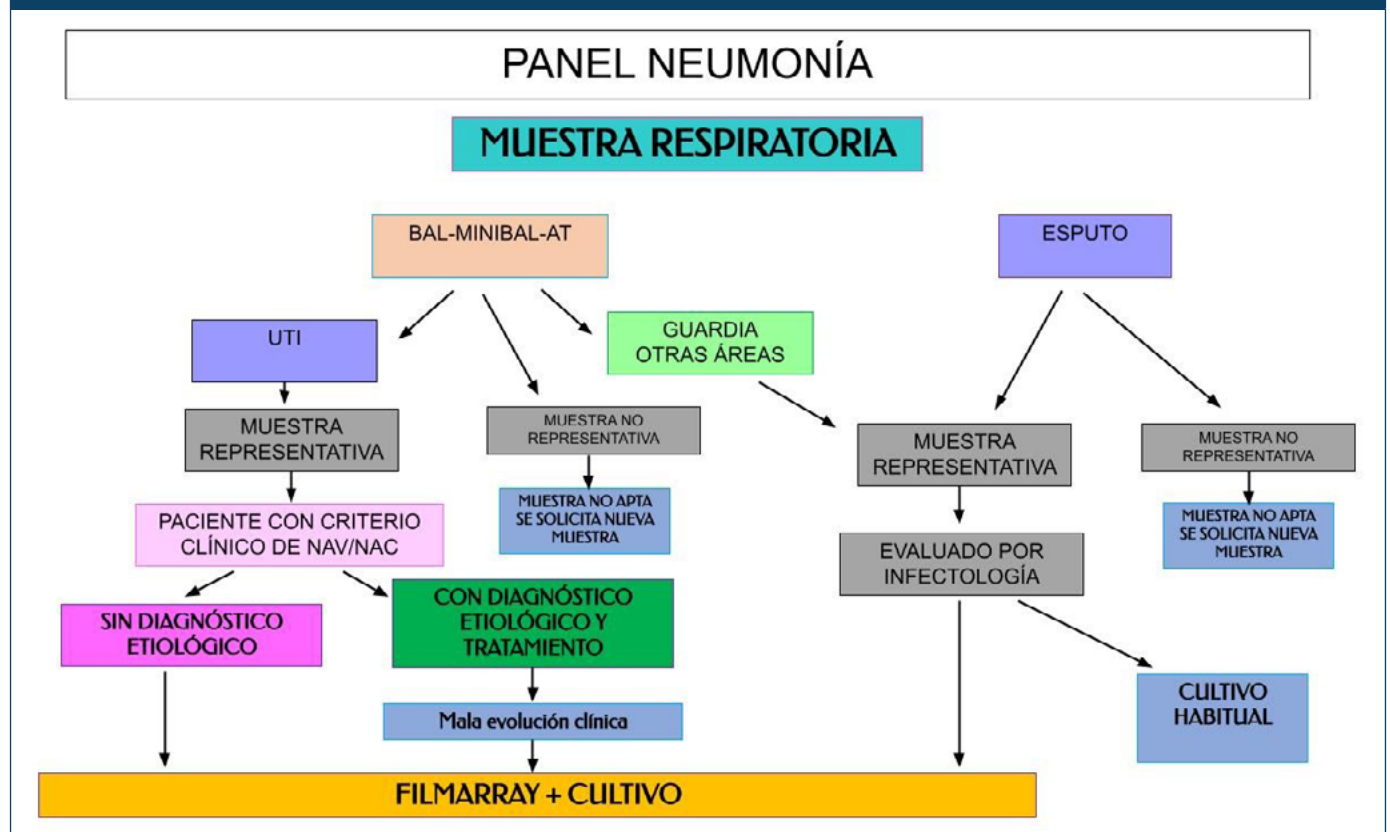 PANEL NEUMONÍA
MUESTRA RESPIRATORIA
BAL-MINIBAL-AT
ESPUTO
UTI
GUARDIA
OTRAS ÁREAS
MUESTRA
REPRESENTATIVA
MUESTRA NO
REPRESENTATIVA
MUESTRA
REPRESENTATIVA
MUESTRA NO
REPRESENTATIVA
PACIENTE CON CRITERIO
CLÍNICO DE NAV/NAC
MUESTRA NO APTA
SE SOLICITA NUEVA
MUESTRA
EVALUADO POR
INFECTOLOGÍA
MUESTRA NO APTA
SE SOLICITA NUEVA
MUESTRA
SIN DIAGNÓSTICO
ETIOLÓGICO
CON DIAGNÓSTICO
ETIOLÓGICO Y
TRATAMIENTO
Mala evolución clínica
CULTIVO
HABITUAL
FILMARRAY + CULTIVO